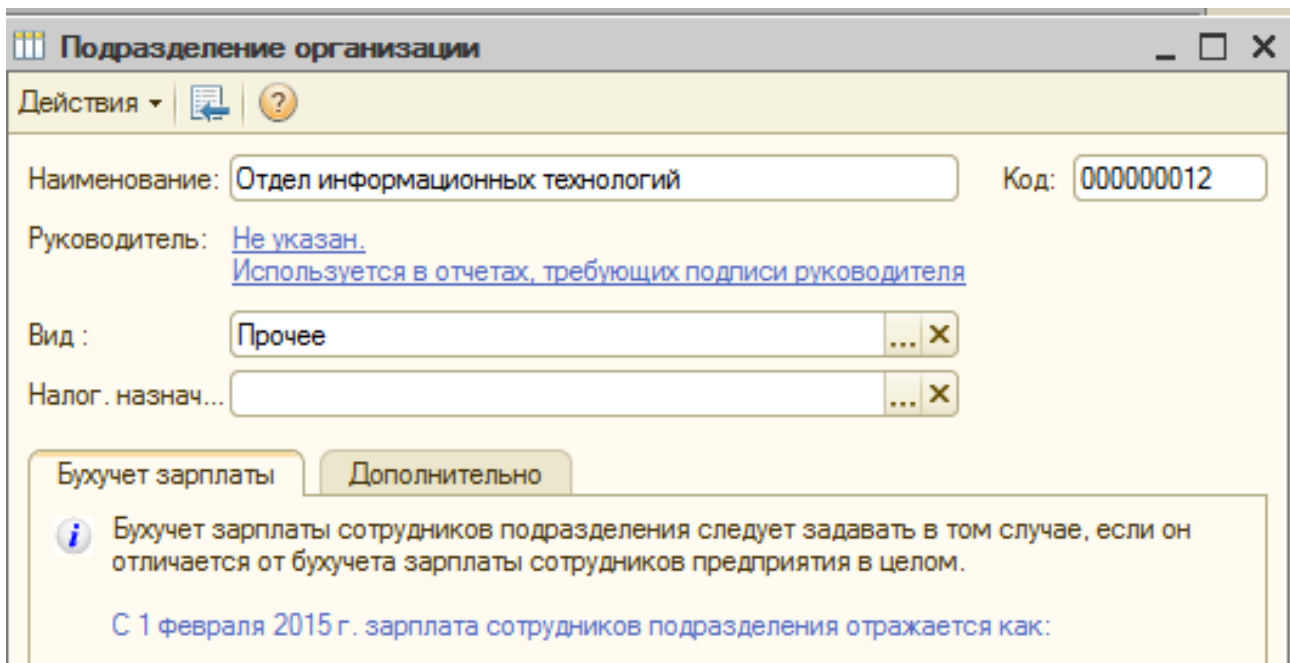 Подразделение организации
Действия
Наименование: Отдел информационных технологий Код: 000000012
Руководитель: Не указан.
Используется в отчетах, требующих подписи руководителя
Вид : Прочее ...
Налог. назнач... ...
Бухучет зарплаты Дополнительно
Бухучет зарплаты сотрудников подразделения следует задавать в том случае, если он
отличается от бухучета зарплаты сотрудников предприятия в целом.
С 1 февраля 2015 г. зарплата сотрудников подразделения отражается как: